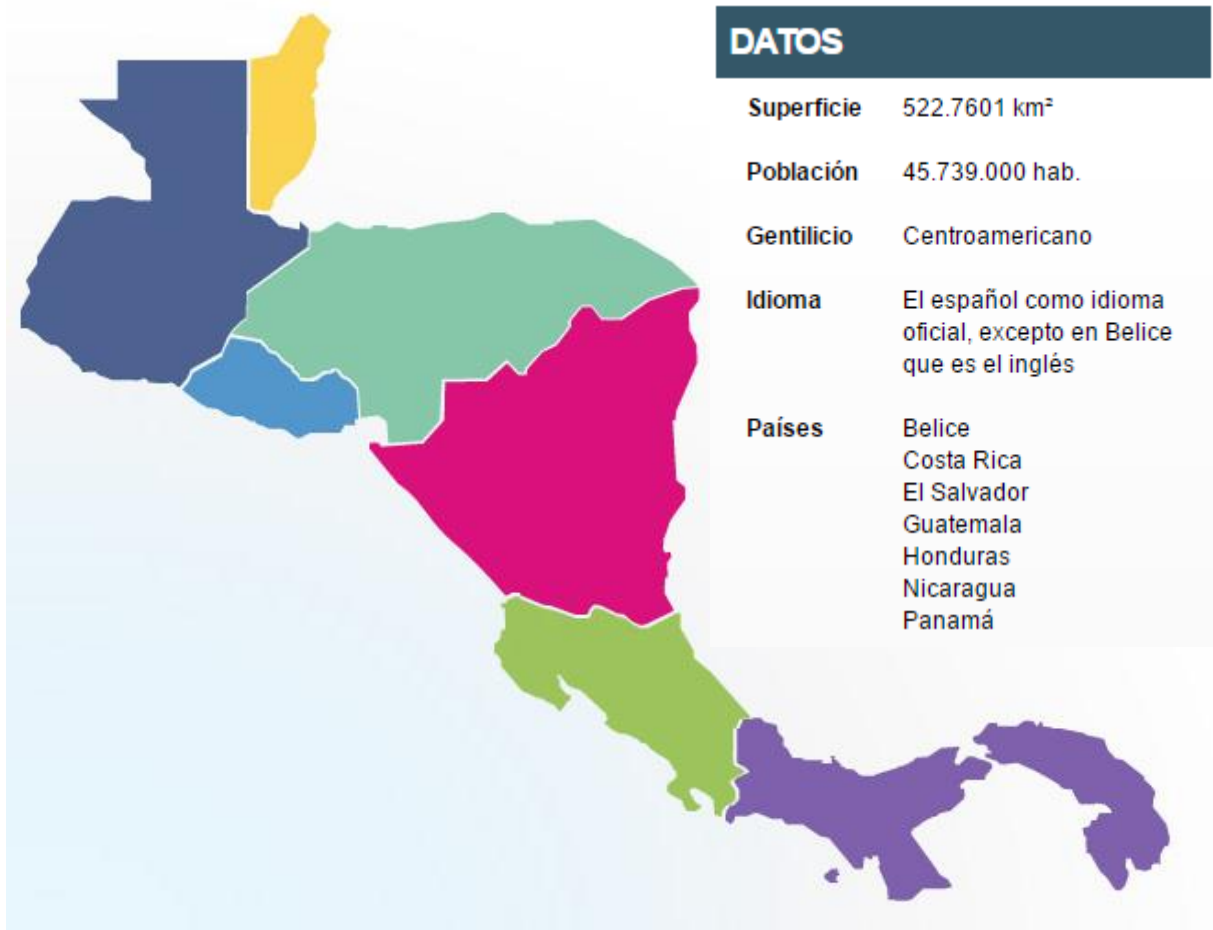 DATOS
Superficie 522.7601 km²
Población 45.739.000 hab.
Gentilicio Centroamericano
Idioma El español como idioma
oficial, excepto en Belice
que es el inglés
Países Belice
Costa Rica
El Salvador
Guatemala
Honduras
Nicaragua
Panamá